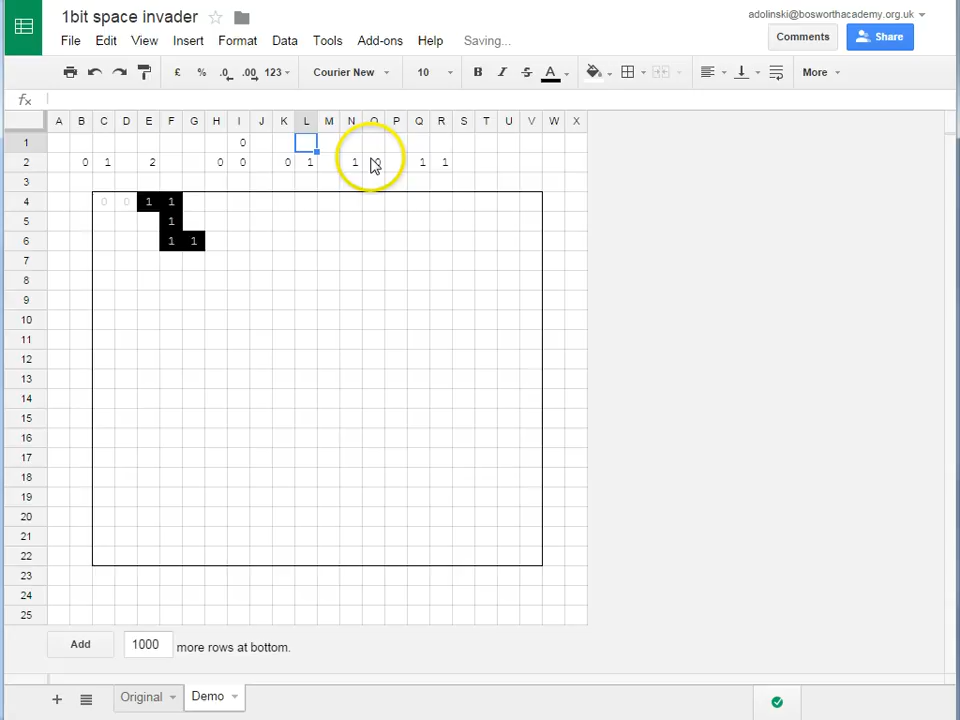 1bit space invader
adolinski@bosworthacademy.org.uk
File Edit View Insert Format Data Tools Add-ons Help Saving...
Comments Share
£ % .0 .00 123 Courier New 10 B I S A More
fx
A B C D E F G H I J K L M N O P Q R S T U V W X
1 0
2 0 1 2 0 0 0 1 1 0 1 1
3
4 0 0 1 1
5 1
6 1 1
7
8
9
10
11
12
13
14
15
16
17
18
19
20
21
22
23
24
25
Add 1000 more rows at bottom.
+ Original Demo